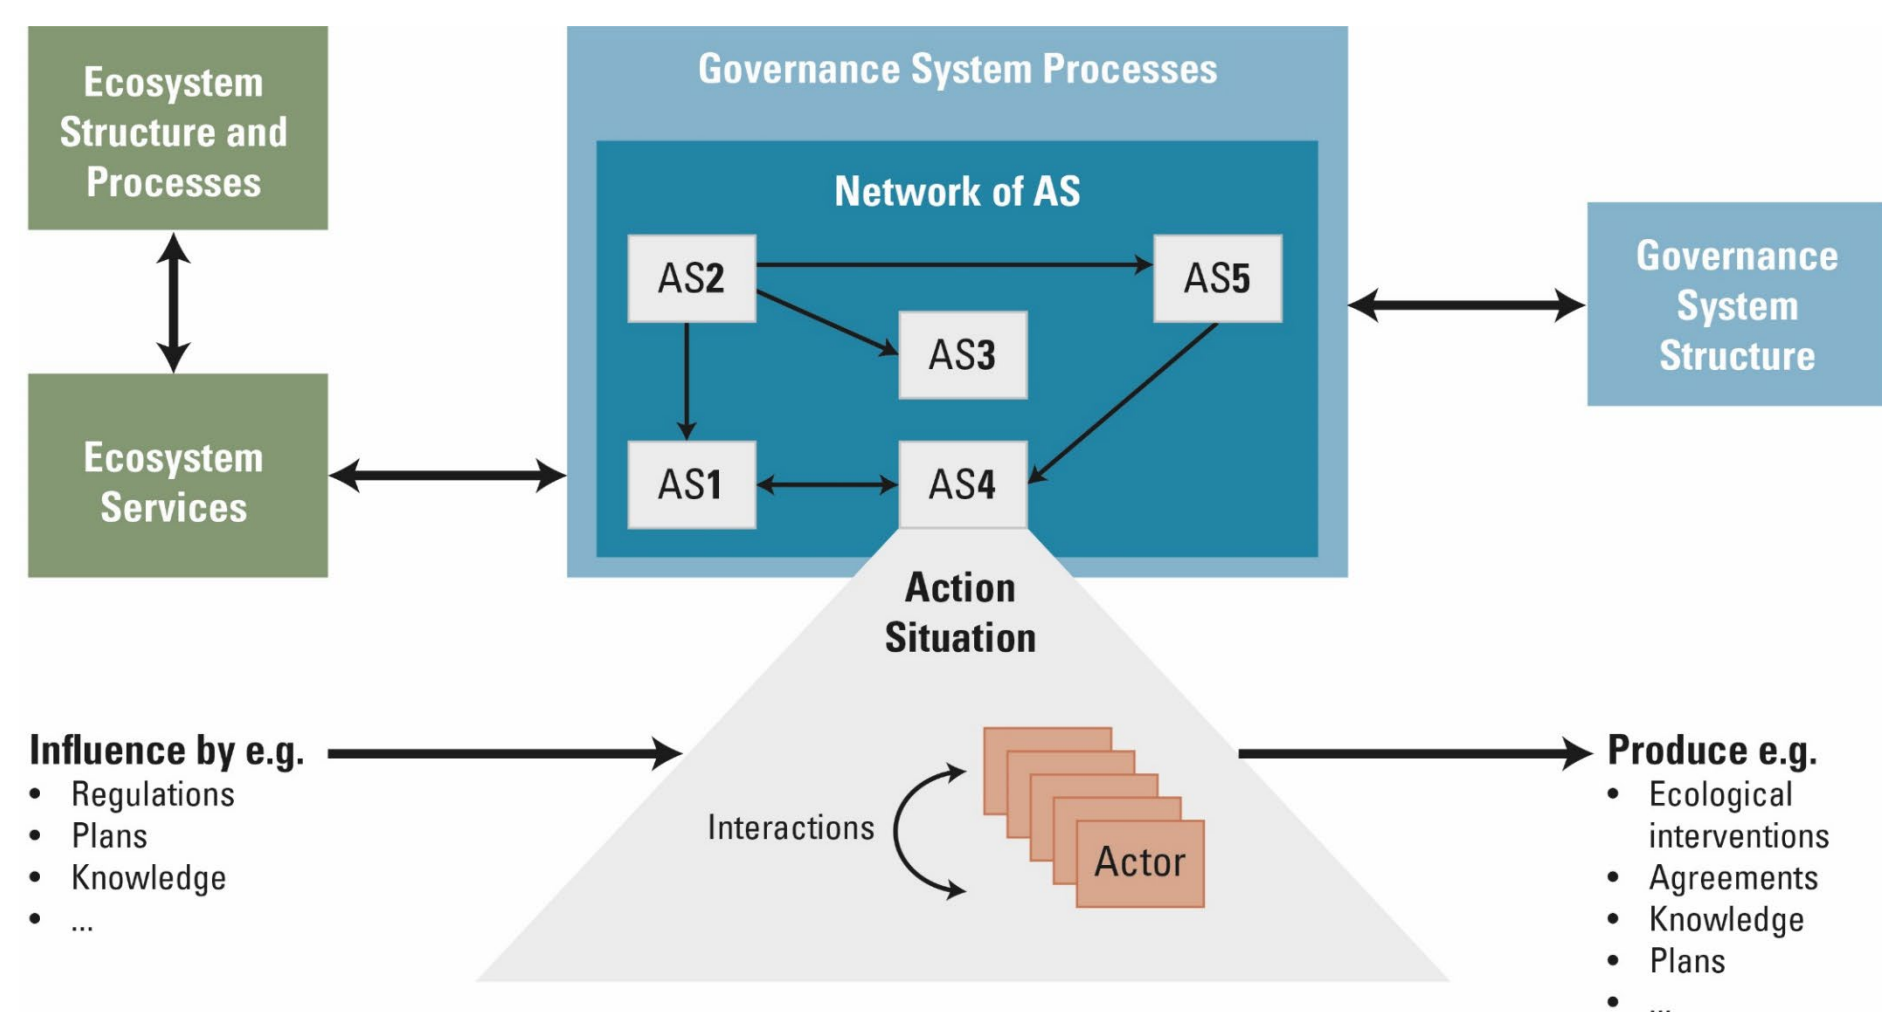 Ecosystem
Structure and
Processes
Ecosystem
Services
Governance System Processes
Network of AS
AS2
AS5
AS3
AS1
AS4
Governance
System
Structure
Action
Situation
Influence by e.g.
• Regulations
• Plans
• Knowledge
• ...
Interactions
Actor
Produce e.g.
• Ecological
interventions
• Agreements
• Knowledge
• Plans
• ...